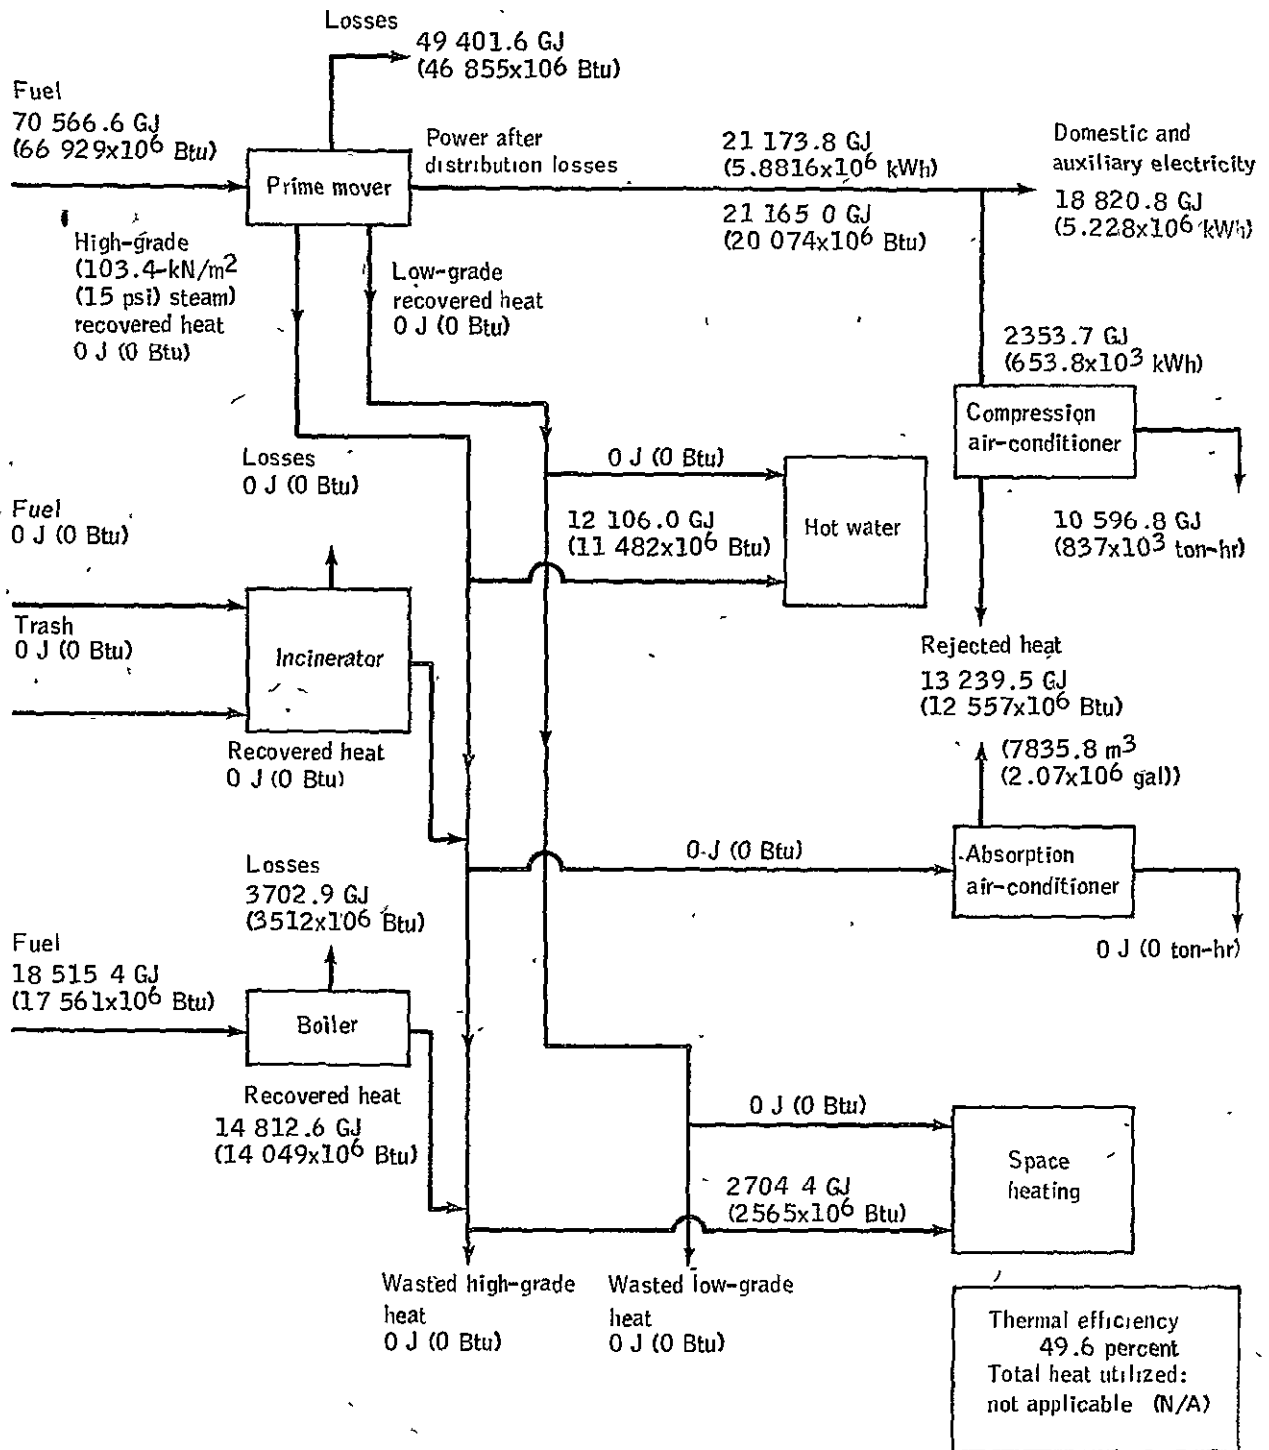 Losses
49 401.6 GJ
(46 855x10⁶ Btu)
Fuel
70 566.6 GJ
(66 929x10⁶ Btu)
Prime mover
Power after
distribution losses
21 173.8 GJ
(5.8816x10⁶ kWh)
21 165 0 GJ
(20 074x10⁶ Btu)
Domestic and
auxiliary electricity
18 820.8 GJ
(5.228x10⁶ kWh)
High-grade
(103.4-kN/m²
(15 psi) steam)
recovered heat
0 J (0 Btu)
Low-grade
recovered heat
0 J (0 Btu)
2353.7 GJ
(653.8x10³ kWh)
Compression
air-conditioner
10 596.8 GJ
(837x10³ ton-hr)
Losses
0 J (0 Btu)
Fuel
0 J (0 Btu)
Trash
0 J (0 Btu)
Incinerator
Recovered heat
0 J (0 Btu)
0 J (0 Btu)
12 106.0 GJ
(11 482x10⁶ Btu)
Hot water
Rejected heat
13 239.5 GJ
(12 557x10⁶ Btu)
(7835.8 m³
(2.07x10⁶ gal))
0 J (0 Btu)
Absorption
air-conditioner
0 J (0 ton-hr)
Losses
3702.9 GJ
(3512x10⁶ Btu)
Fuel
18 515 4 GJ
(17 561x10⁶ Btu)
Boiler
Recovered heat
14 812.6 GJ
(14 049x10⁶ Btu)
0 J (0 Btu)
2704 4 GJ
(2565x10⁶ Btu)
Space
heating
Wasted high-grade
heat
0 J (0 Btu)
Wasted low-grade
heat
0 J (0 Btu)
Thermal efficiency
49.6 percent
Total heat utilized:
not applicable (N/A)